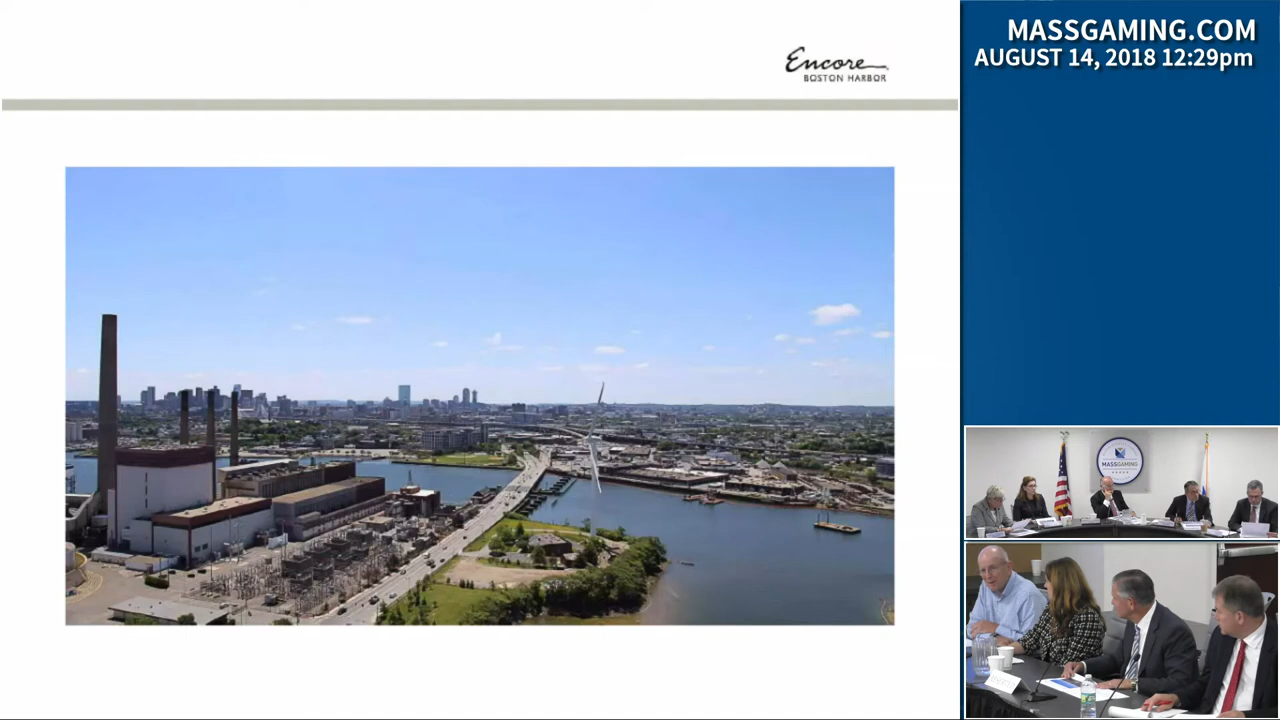 Encore
BOSTON HARBOR
MASSGAMING.COM
AUGUST 14, 2018 12:29pm
MASSGAMING